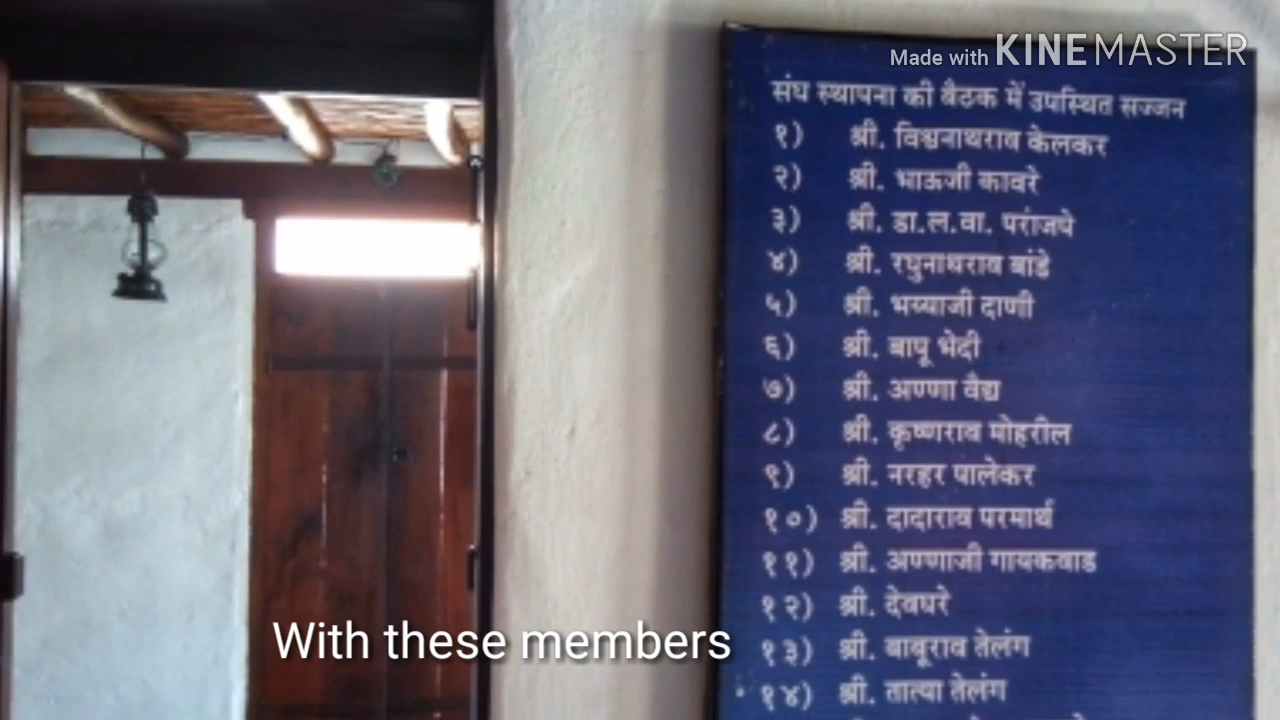 Made with KINEMASTER
संघ स्थापना की बैठक में उपस्थित सज्जन
१) श्री. विश्वनाथराव केलकर
२) श्री. भाऊजी कावरे
३) श्री. डा.ल.वा. परांजपे
४) श्री. रघुनाथराव बांडे
५) श्री. भय्याजी दाणी
६) श्री. बापू भेदी
७) श्री. अण्णा वैद्य
८) श्री. कृष्णराव मोहरील
९) श्री. नरहर पालेकर
१०) श्री. दादाराव परमार्थ
११) श्री. अण्णाजी गायकवाड
१२) श्री. देवघरे
१३) श्री. बाबूराव तेलंग
१४) श्री. तात्या तेलंग
With these members